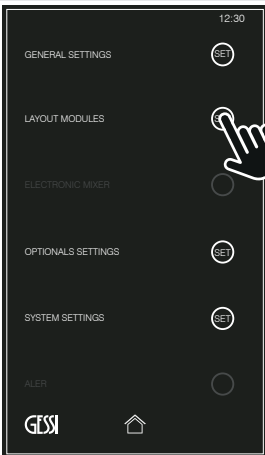 12:30
GENERAL SETTINGS SET
LAYOUT MODULES
ELECTRONIC MIXER
OPTIONALS SETTINGS SET
SYSTEM SETTINGS SET
ALER
GESSI